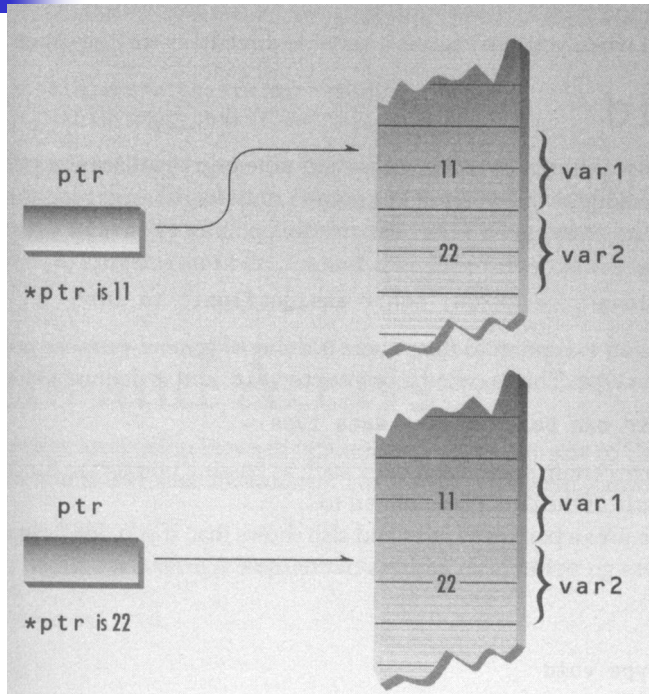 ptr
11
var1
22
var2
*ptr is 11
ptr
11
var1
22
var2
*ptr is 22